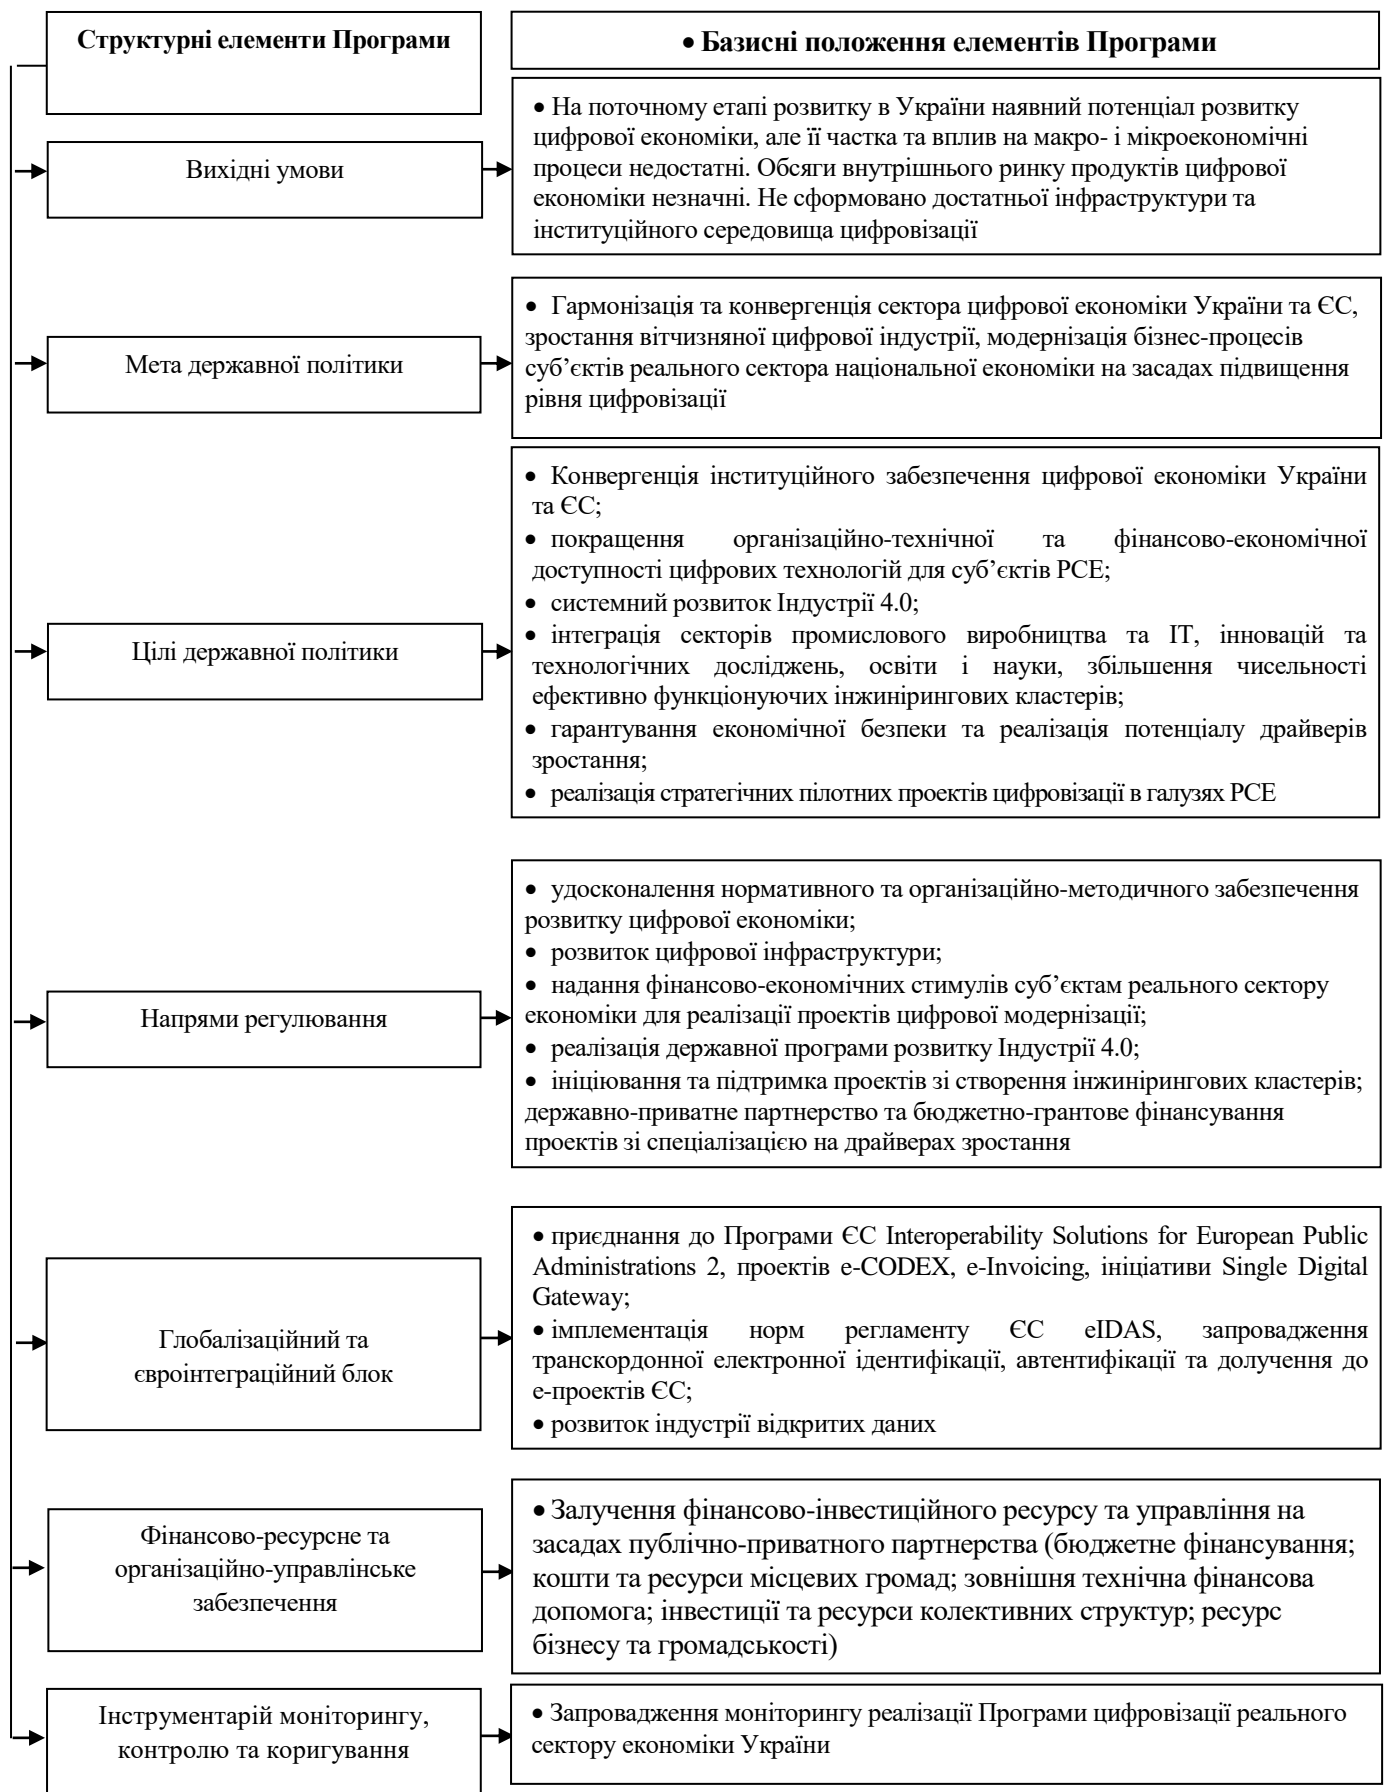 Структурні елементи Програми
• Базисні положення елементів Програми
Вихідні умови
• На поточному етапі розвитку в України наявний потенціал розвитку
цифрової економіки, але її частка та вплив на макро- і мікроекономічні
процеси недостатні. Обсяги внутрішнього ринку продуктів цифрової
економіки незначні. Не сформовано достатньої інфраструктури та
інституційного середовища цифровізації
Мета державної політики
• Гармонізація та конвергенція сектора цифрової економіки України та ЄС,
зростання вітчизняної цифрової індустрії, модернізація бізнес-процесів
суб’єктів реального сектора національної економіки на засадах підвищення
рівня цифровізації
Цілі державної політики
• Конвергенція інституційного забезпечення цифрової економіки України
та ЄС;
• покращення організаційно-технічної та фінансово-економічної
доступності цифрових технологій для суб’єктів РСЕ;
• системний розвиток Індустрії 4.0;
• інтеграція секторів промислового виробництва та ІТ, інновацій та
технологічних досліджень, освіти і науки, збільшення чисельності
ефективно функціонуючих інжинірингових кластерів;
• гарантування економічної безпеки та реалізація потенціалу драйверів
зростання;
• реалізація стратегічних пілотних проектів цифровізації в галузях РСЕ
Напрями регулювання
• удосконалення нормативного та організаційно-методичного забезпечення
розвитку цифрової економіки;
• розвиток цифрової інфраструктури;
• надання фінансово-економічних стимулів суб’єктам реального сектору
економіки для реалізації проектів цифрової модернізації;
• реалізація державної програми розвитку Індустрії 4.0;
• ініціювання та підтримка проектів зі створення інжинірингових кластерів;
державно-приватне партнерство та бюджетно-грантове фінансування
проектів зі спеціалізацією на драйверах зростання
Глобалізаційний та
євроінтеграційний блок
• приєднання до Програми ЄС Interoperability Solutions for European Public
Administrations 2, проектів e-CODEX, e-Invoicing, ініціативи Single Digital
Gateway;
• імплементація норм регламенту ЄС eIDAS, запровадження
транскордонної електронної ідентифікації, автентифікації та долучення до
е-проектів ЄС;
• розвиток індустрії відкритих даних
Фінансово-ресурсне та
організаційно-управлінське
забезпечення
• Залучення фінансово-інвестиційного ресурсу та управління на
засадах публічно-приватного партнерства (бюджетне фінансування;
кошти та ресурси місцевих громад; зовнішня технічна фінансова
допомога; інвестиції та ресурси колективних структур; ресурс
бізнесу та громадськості)
Інструментарій моніторингу,
контролю та коригування
• Запровадження моніторингу реалізації Програми цифровізації реального
сектору економіки України